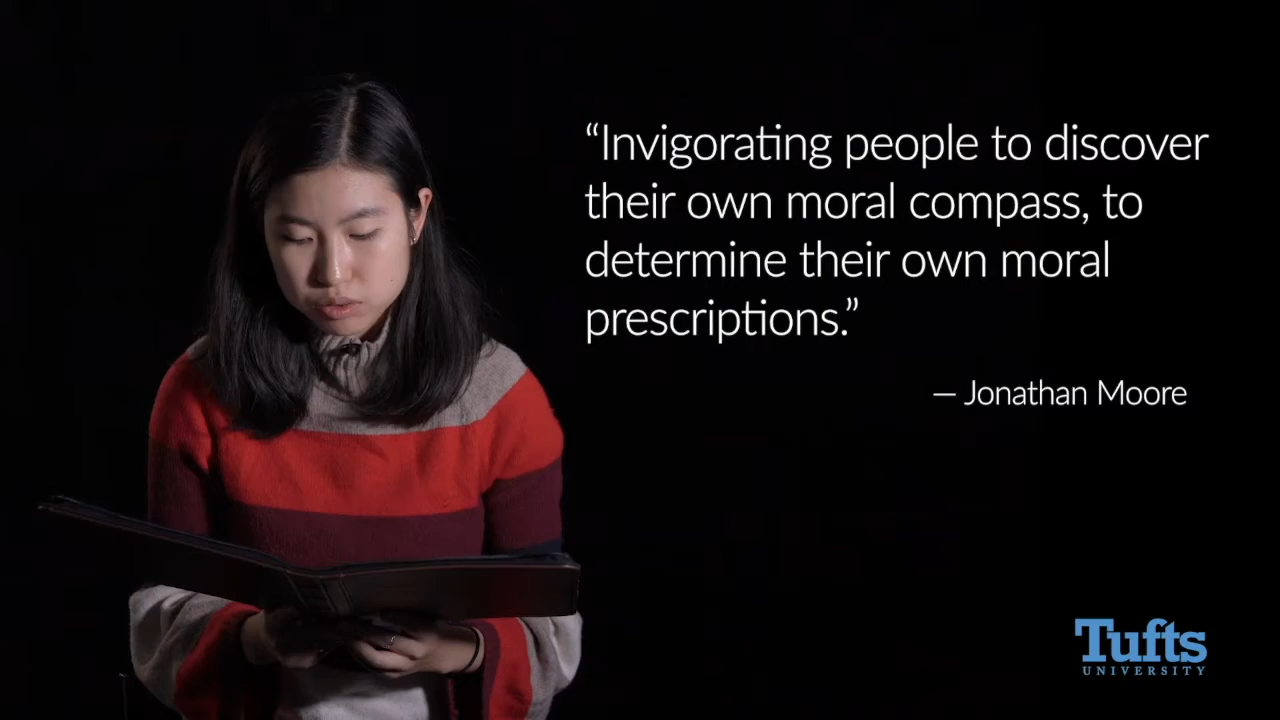 “Invigorating people to discover
their own moral compass, to
determine their own moral
prescriptions.”
— Jonathan Moore
Tufts
UNIVERSITY